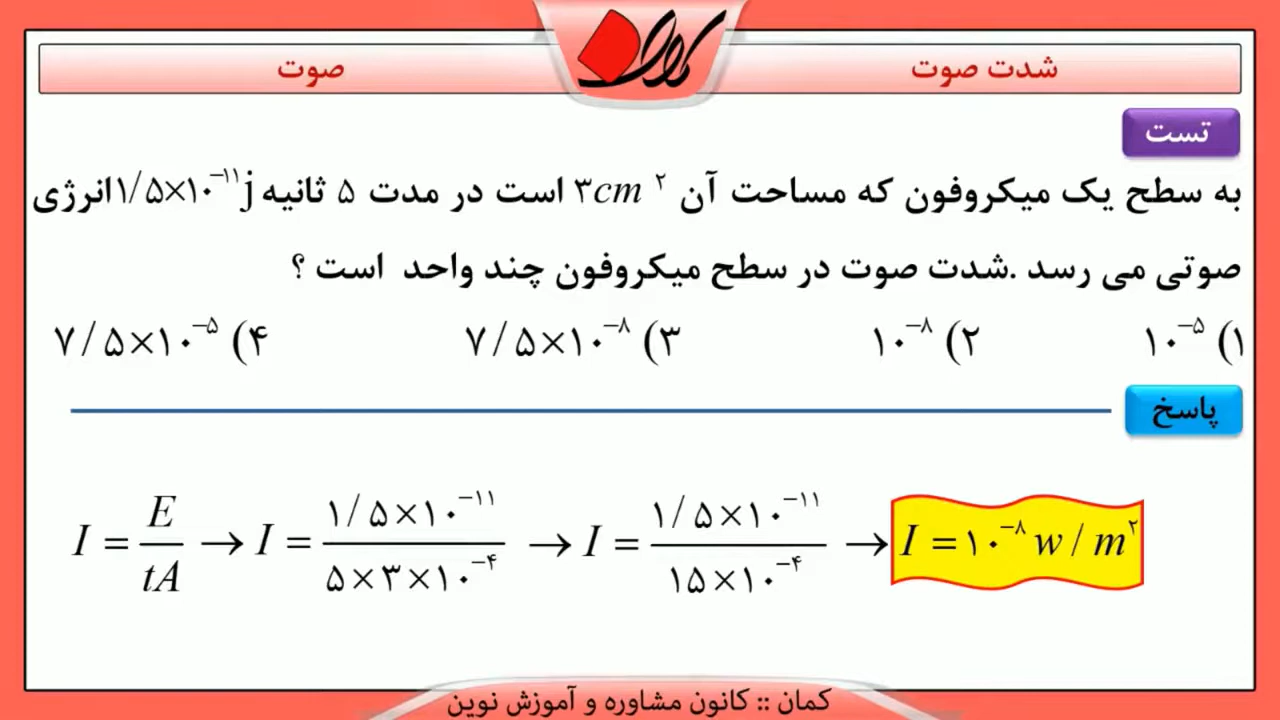 شدت صوت
صوت
کمان
تست
به سطح یک میکروفون که مساحت آن ۳cm ۲ است در مدت ۵ ثانیه ۱/۵×۱۰⁻¹¹ j انرژی
صوتی می رسد .شدت صوت در سطح میکروفون چند واحد است ؟
۱) ۱۰^-۵ ۲) ۱۰^-۸ ۳) ۷/۵×۱۰^-۸ ۴) ۷/۵×۱۰^-۵
پاسخ
I = E/tA → I = ۱/۵×۱۰^-۱۱ / ۵×۳×۱۰^-۴ → I = ۱/۵×۱۰^-۱۱ / ۱۵×۱۰^-۴ → I = ۱۰^-۸ w / m^۲
کمان :: کانون مشاوره و آموزش نوین